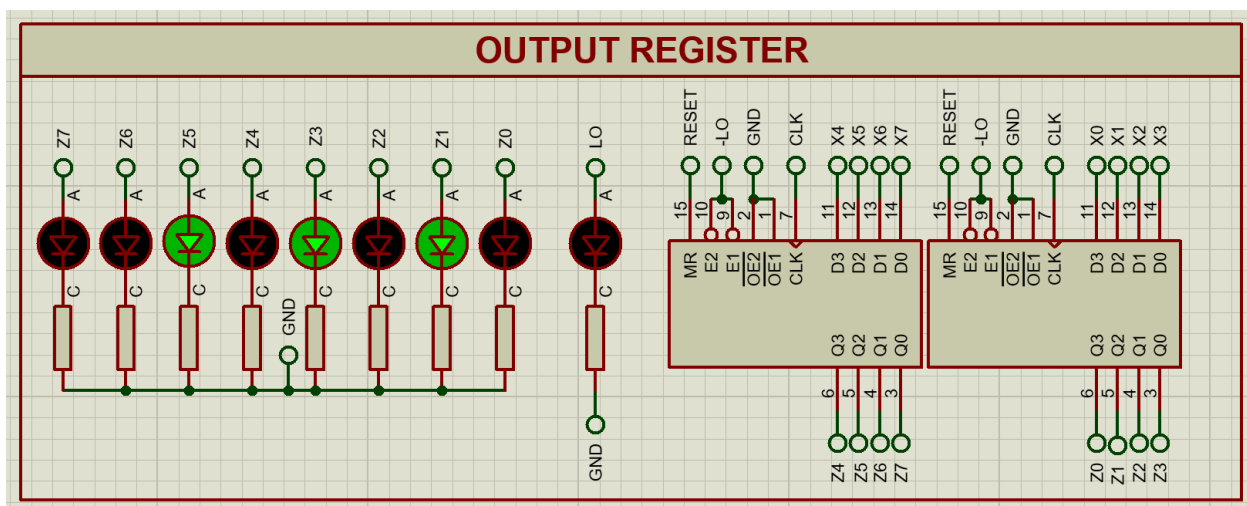 OUTPUT REGISTER
Z7 Z6 Z5 Z4 Z3 Z2 Z1 Z0 LO
A A A A A A A A A
C C C C C C C C C
GND
GND
RESET -LO GND CLK X4 X5 X6 X7
15 10 9 2 1 7 11 12 13 14
MR E2 E1 OE2 OE1 CLK D3 D2 D1 D0
Q3 Q2 Q1 Q0
6 5 4 3
Z4 Z5 Z6 Z7
RESET -LO GND CLK X0 X1 X2 X3
15 10 9 2 1 7 11 12 13 14
MR E2 E1 OE2 OE1 CLK D3 D2 D1 D0
Q3 Q2 Q1 Q0
6 5 4 3
Z0 Z1 Z2 Z3